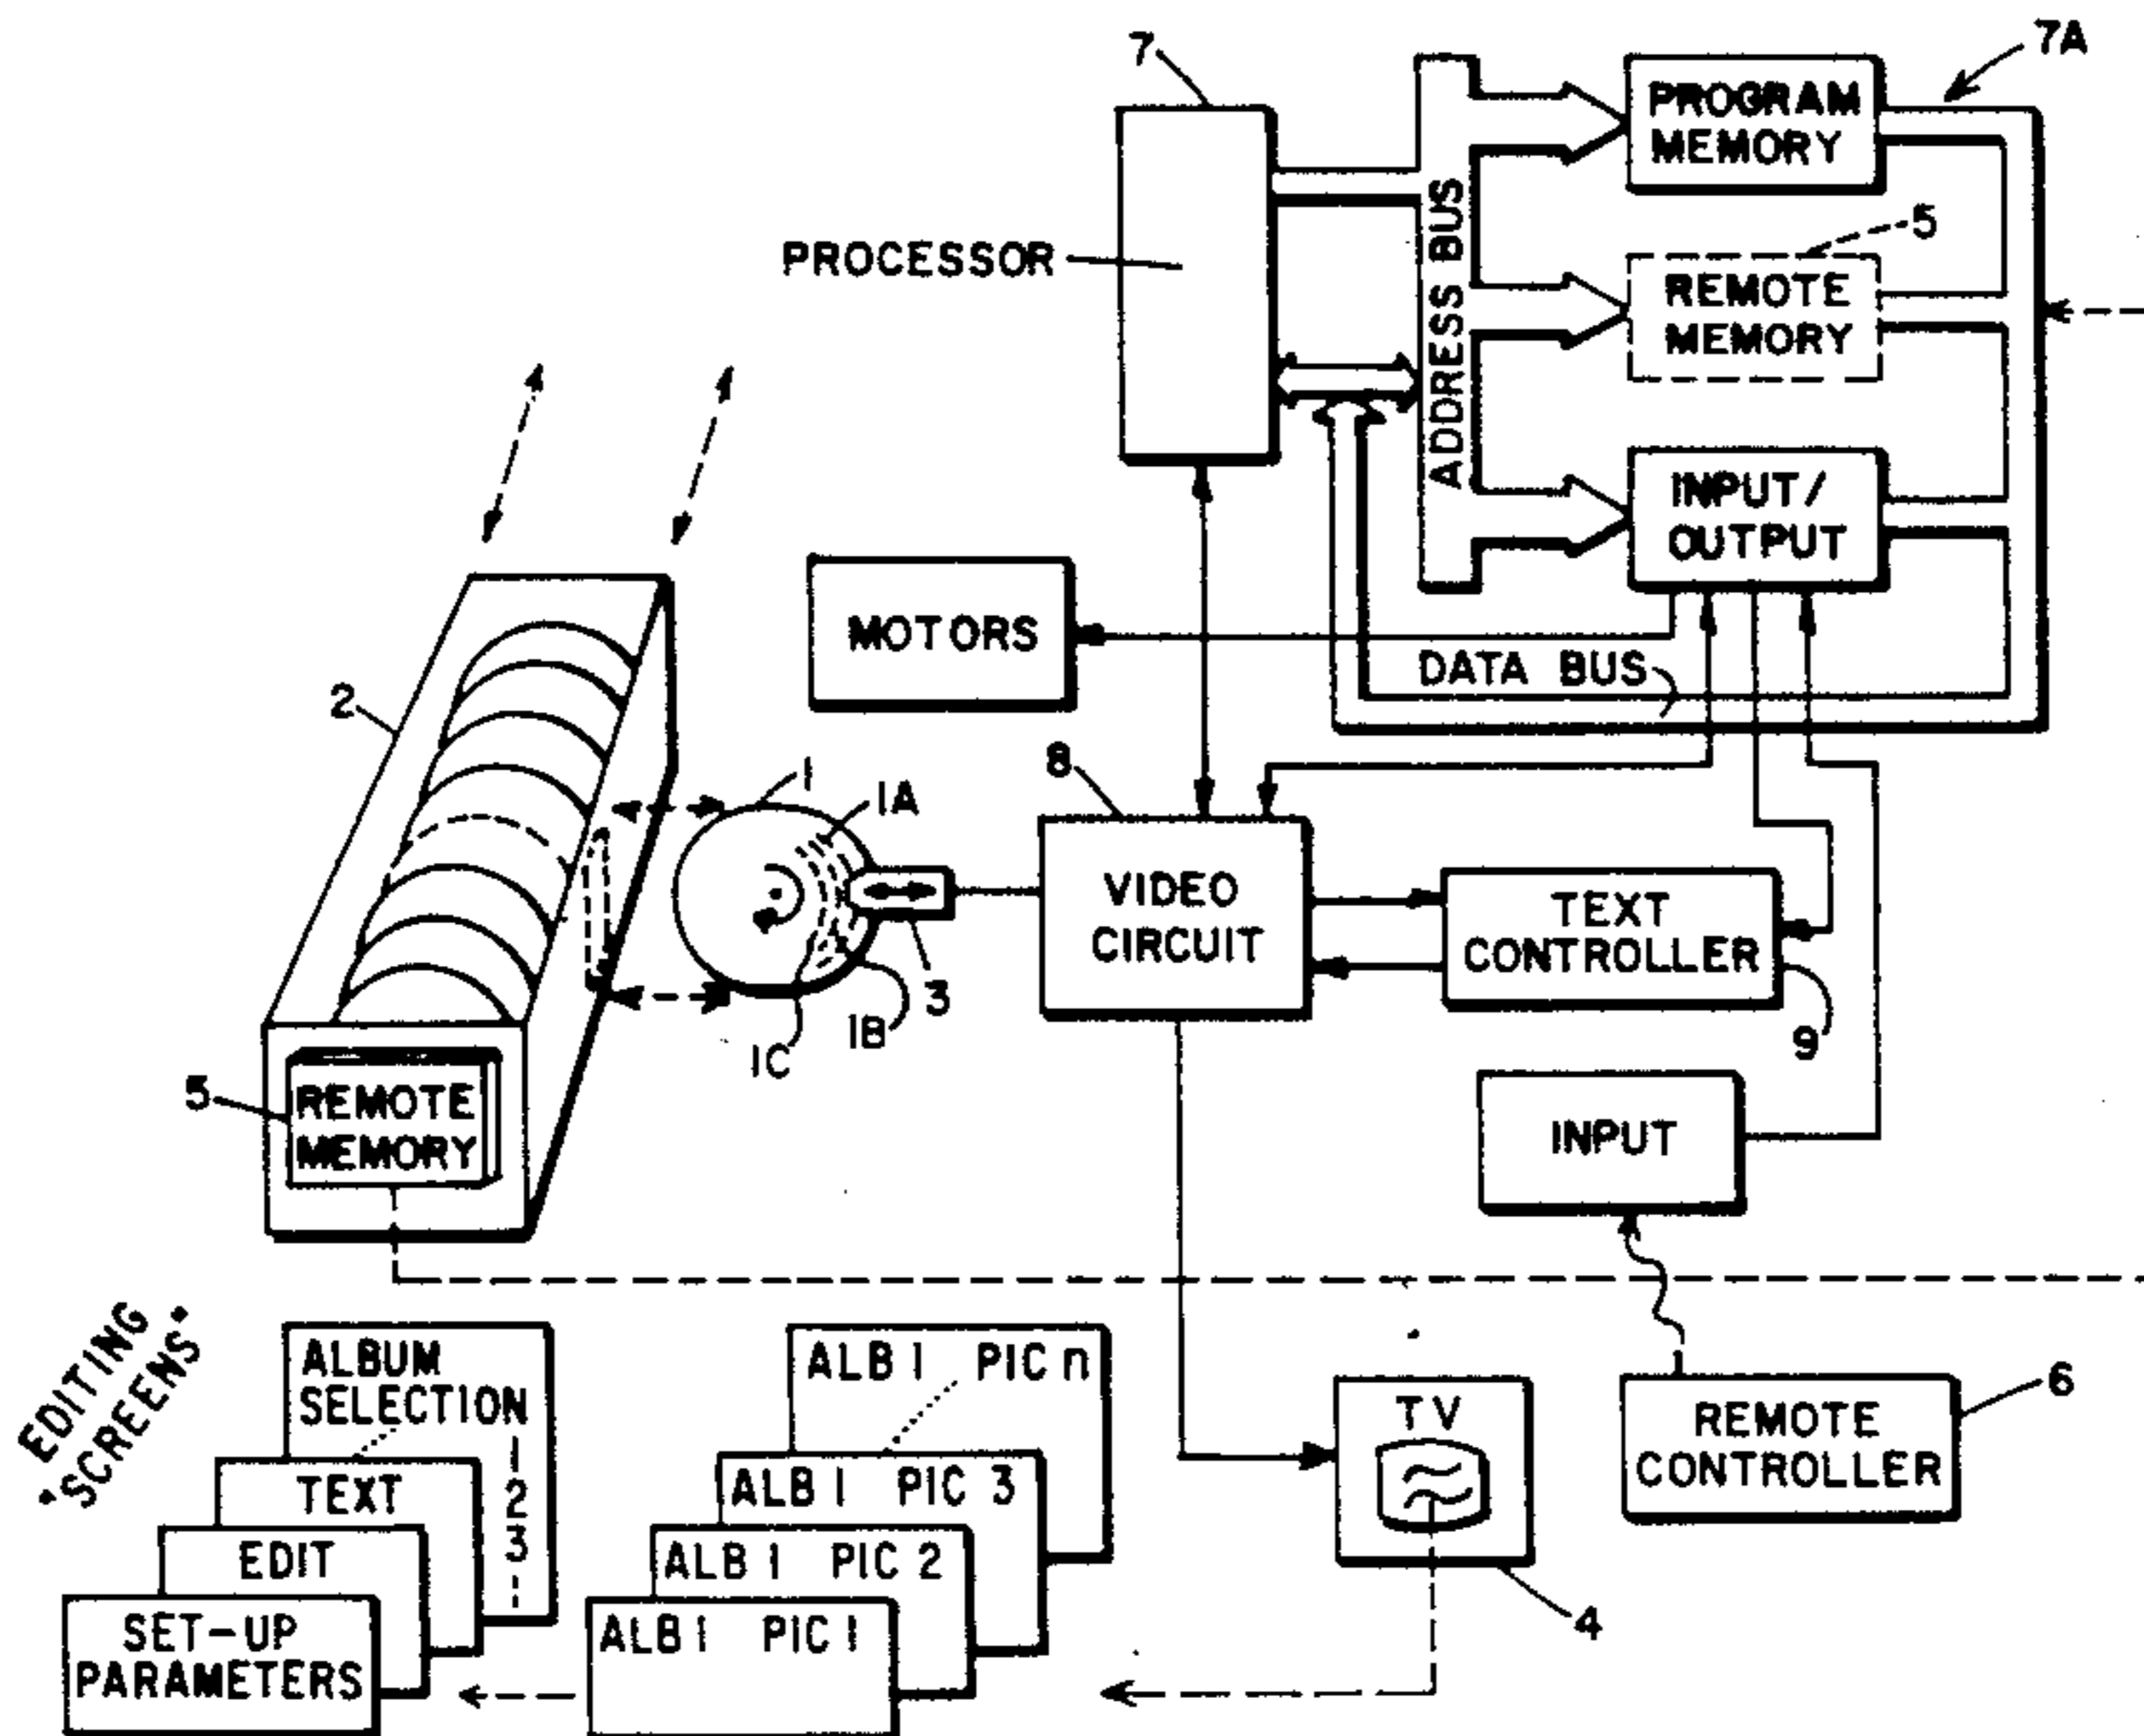 7
7A
PROGRAM
MEMORY
PROCESSOR
ADDRESS BUS
5
REMOTE
MEMORY
INPUT/
OUTPUT
MOTORS
DATA BUS
2
1
1A
8
VIDEO
CIRCUIT
TEXT
CONTROLLER
3
1B
1C
9
5
REMOTE
MEMORY
INPUT
EDITING
"SCREENS"
ALBUM
SELECTION
1
2
3
TEXT
EDIT
SET-UP
PARAMETERS
ALB 1 PIC n
ALB 1 PIC 3
ALB 1 PIC 2
ALB 1 PIC 1
TV
4
REMOTE
CONTROLLER
6